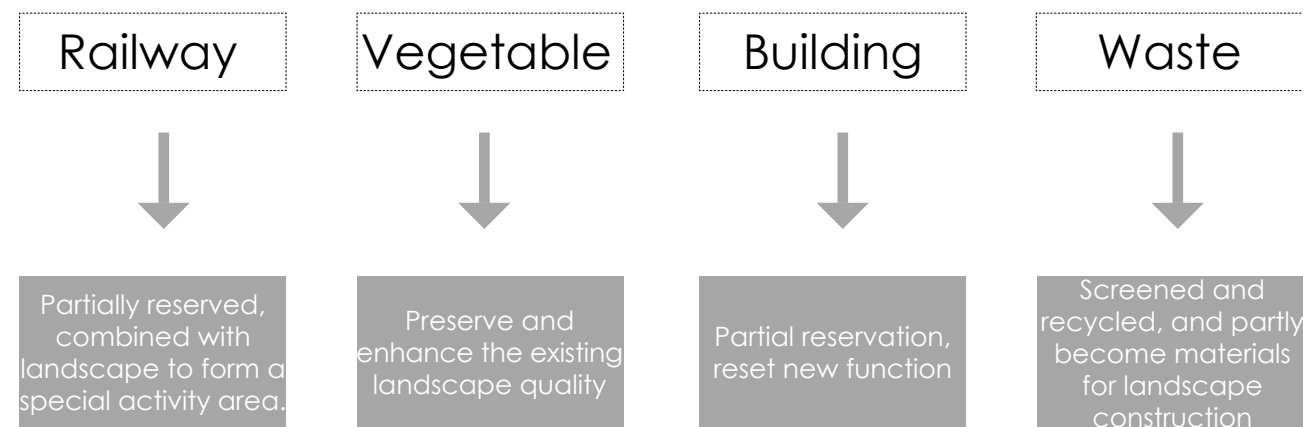 Railway
Vegetable
Building
Waste
Partially reserved,
combined with
landscape to form a
special activity area.
Preserve and
enhance the existing
landscape quality
Partial reservation,
reset new function
Screened and
recycled, and partly
become materials
for landscape
construction